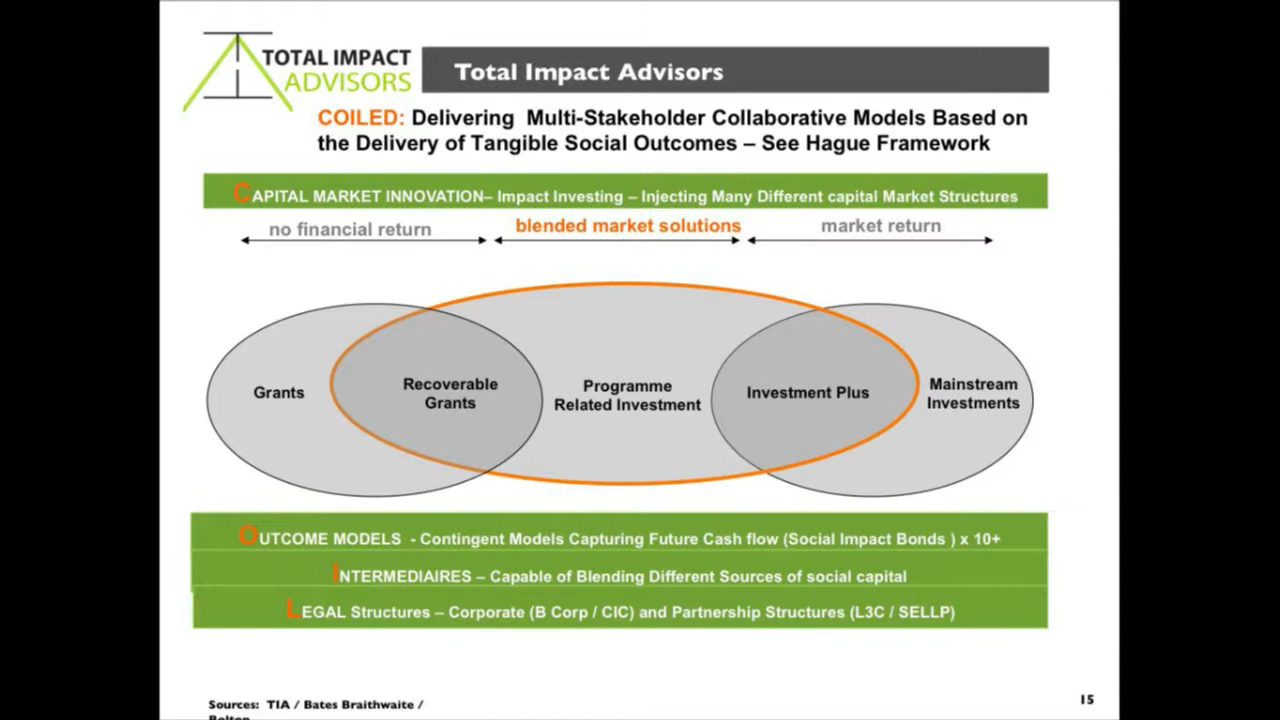 TOTAL IMPACT
ADVISORS
Total Impact Advisors
COILED: Delivering Multi-Stakeholder Collaborative Models Based on
the Delivery of Tangible Social Outcomes – See Hague Framework
CAPITAL MARKET INNOVATION– Impact Investing – Injecting Many Different capital Market Structures
no financial return
blended market solutions
market return
Grants
Recoverable
Grants
Programme
Related Investment
Investment Plus
Mainstream
Investments
OUTCOME MODELS - Contingent Models Capturing Future Cash flow (Social Impact Bonds ) x 10+
INTERMEDIAIRES – Capable of Blending Different Sources of social capital
LEGAL Structures – Corporate (B Corp / CIC) and Partnership Structures (L3C / SELLP)
Sources: TIA / Bates Braithwaite /
Bolton
15